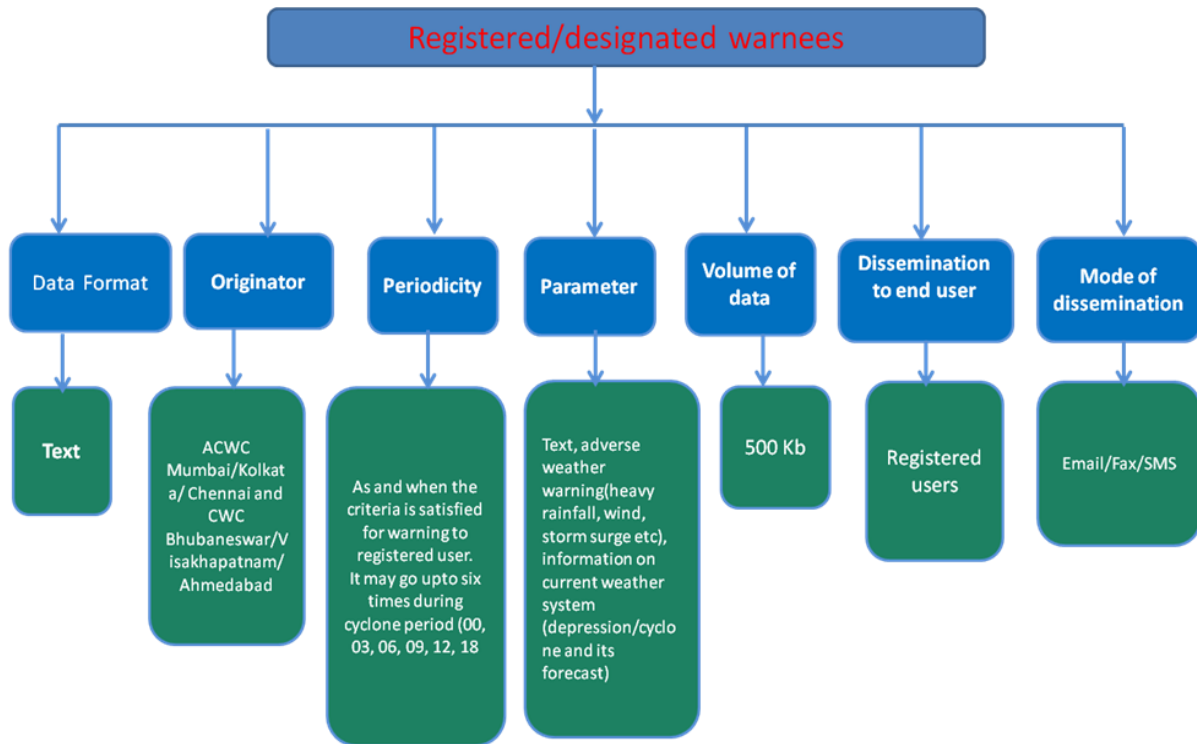 Registered/designated warnees
Data Format
Originator
Periodicity
Parameter
Volume of
data
Dissemination
to end user
Mode of
dissemination
Text
ACWC
Mumbai/Kolkat
a/ Chennai and
CWC
Bhubaneswar/V
isakhapatnam/
Ahmedabad
As and when the
criteria is satisfied
for warning to
registered user.
It may go upto six
times during
cyclone period (00,
03, 06, 09, 12, 18
Text, adverse
weather
warning(heavy
rainfall, wind,
storm surge etc),
information on
current weather
system
(depression/cyclo
ne and its
forecast)
500 Kb
Registered
users
Email/Fax/SMS